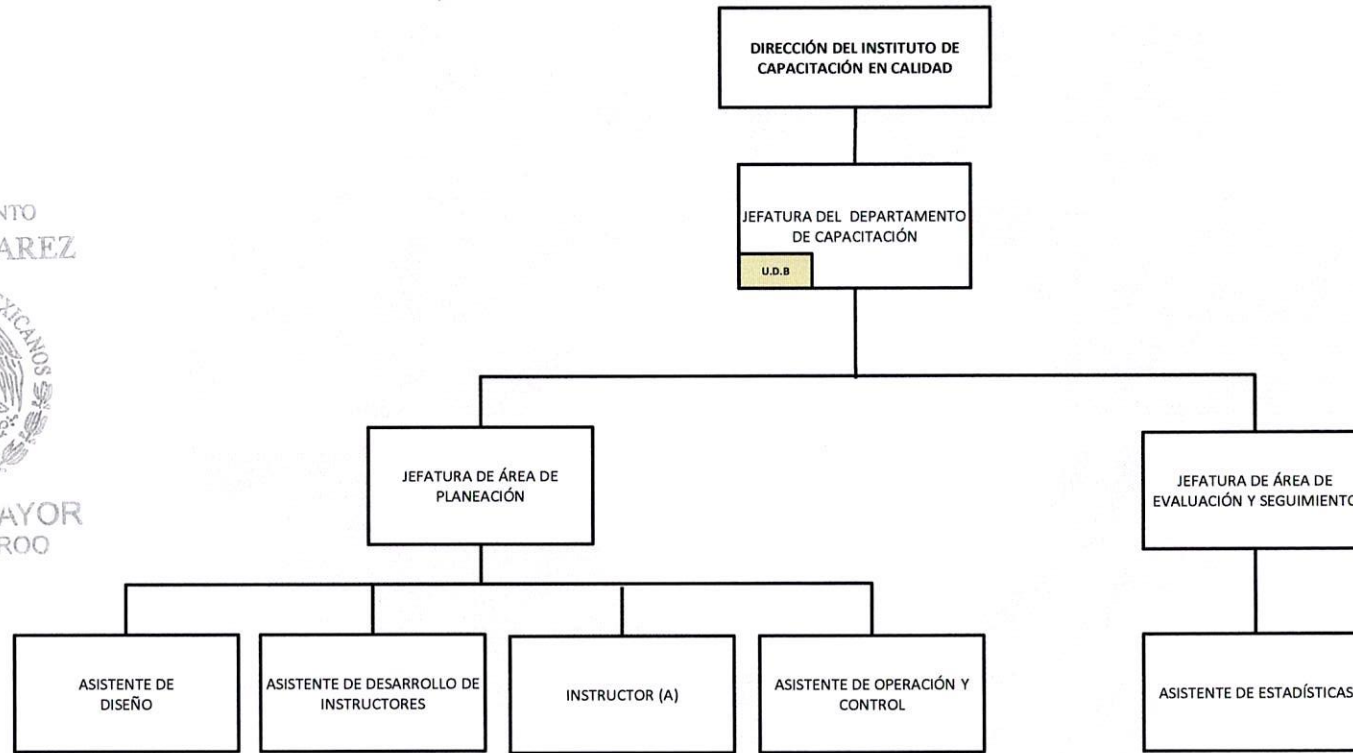 DIRECCIÓN DEL INSTITUTO DE
CAPACITACIÓN EN CALIDAD
JEFATURA DEL DEPARTAMENTO
DE CAPACITACIÓN
U.D.B
NTO
AREZ
EXICANOS
AYOR
ROO
JEFATURA DE ÁREA DE
PLANEACIÓN
JEFATURA DE ÁREA DE
EVALUACIÓN Y SEGUIMIENTO
ASISTENTE DE
DISEÑO
ASISTENTE DE DESARROLLO DE
INSTRUCTORES
INSTRUCTOR (A)
ASISTENTE DE OPERACIÓN Y
CONTROL
ASISTENTE DE ESTADÍSTICAS